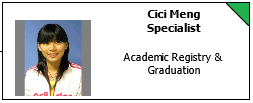 Cici Meng
Specialist
Academic Registry &
Graduation